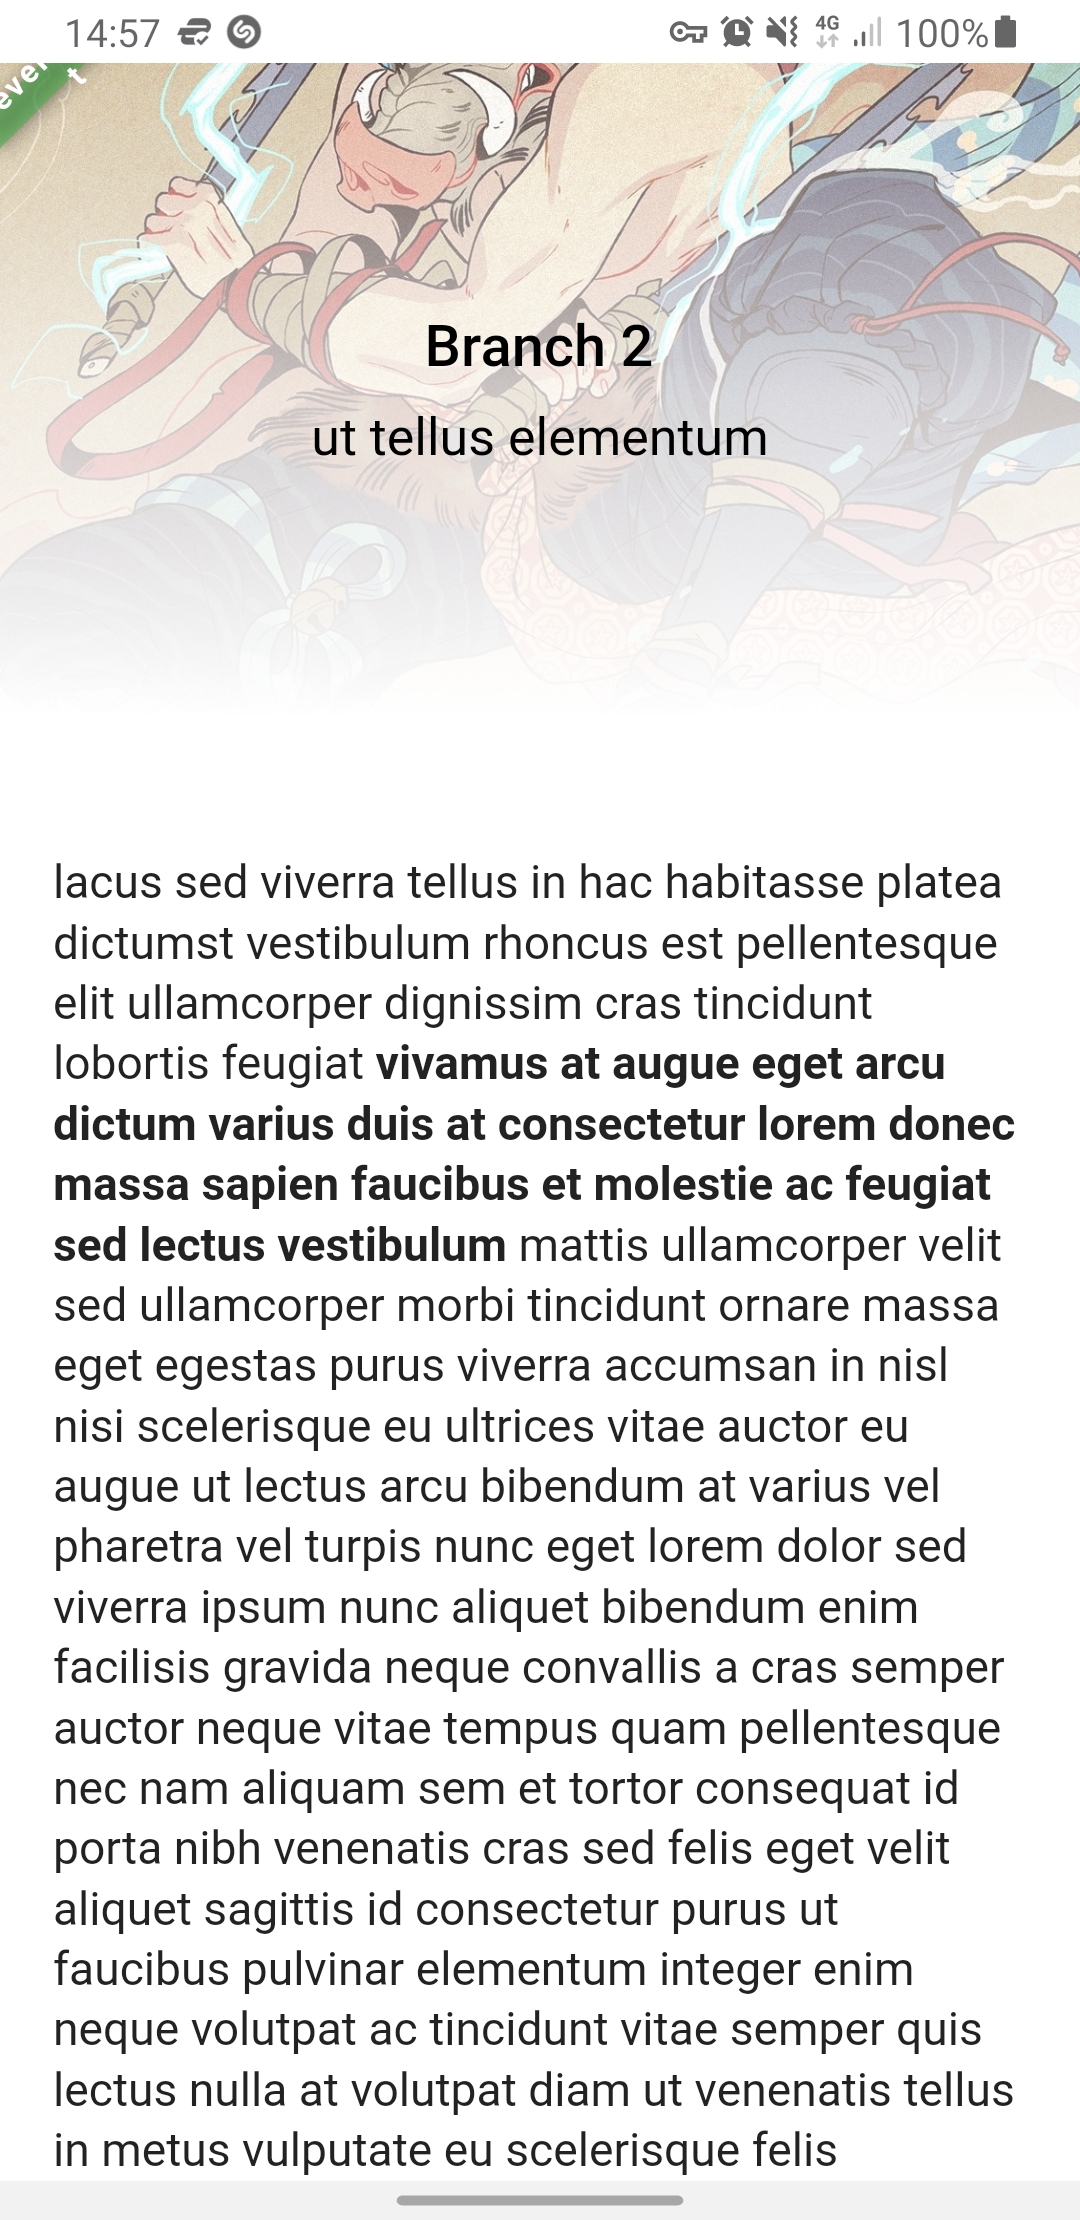 14:57 4G 100%
Branch 2
ut tellus elementum
lacus sed viverra tellus in hac habitasse platea
dictumst vestibulum rhoncus est pellentesque
elit ullamcorper dignissim cras tincidunt
lobortis feugiat vivamus at augue eget arcu
dictum varius duis at consectetur lorem donec
massa sapien faucibus et molestie ac feugiat
sed lectus vestibulum mattis ullamcorper velit
sed ullamcorper morbi tincidunt ornare massa
eget egestas purus viverra accumsan in nisl
nisi scelerisque eu ultrices vitae auctor eu
augue ut lectus arcu bibendum at varius vel
pharetra vel turpis nunc eget lorem dolor sed
viverra ipsum nunc aliquet bibendum enim
facilisis gravida neque convallis a cras semper
auctor neque vitae tempus quam pellentesque
nec nam aliquam sem et tortor consequat id
porta nibh venenatis cras sed felis eget velit
aliquet sagittis id consectetur purus ut
faucibus pulvinar elementum integer enim
neque volutpat ac tincidunt vitae semper quis
lectus nulla at volutpat diam ut venenatis tellus
in metus vulputate eu scelerisque felis